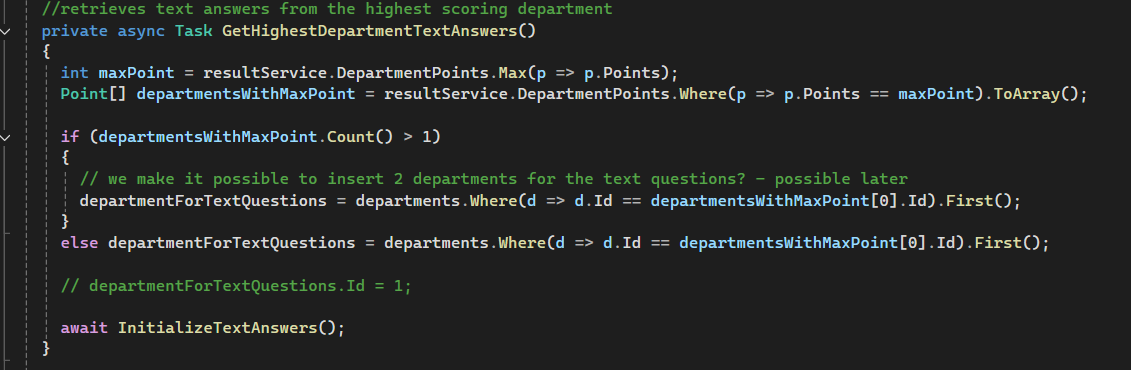 //retrieves text answers from the highest scoring department
private async Task GetHighestDepartmentTextAnswers()
{
int maxPoint = resultService.DepartmentPoints.Max(p => p.Points);
Point[] departmentsWithMaxPoint = resultService.DepartmentPoints.Where(p => p.Points == maxPoint).ToArray();
if (departmentsWithMaxPoint.Count() > 1)
{
// we make it possible to insert 2 departments for the text questions? - possible later
departmentForTextQuestions = departments.Where(d => d.Id == departmentsWithMaxPoint[0].Id).First();
}
else departmentForTextQuestions = departments.Where(d => d.Id == departmentsWithMaxPoint[0].Id).First();
// departmentForTextQuestions.Id = 1;
await InitializeTextAnswers();
}